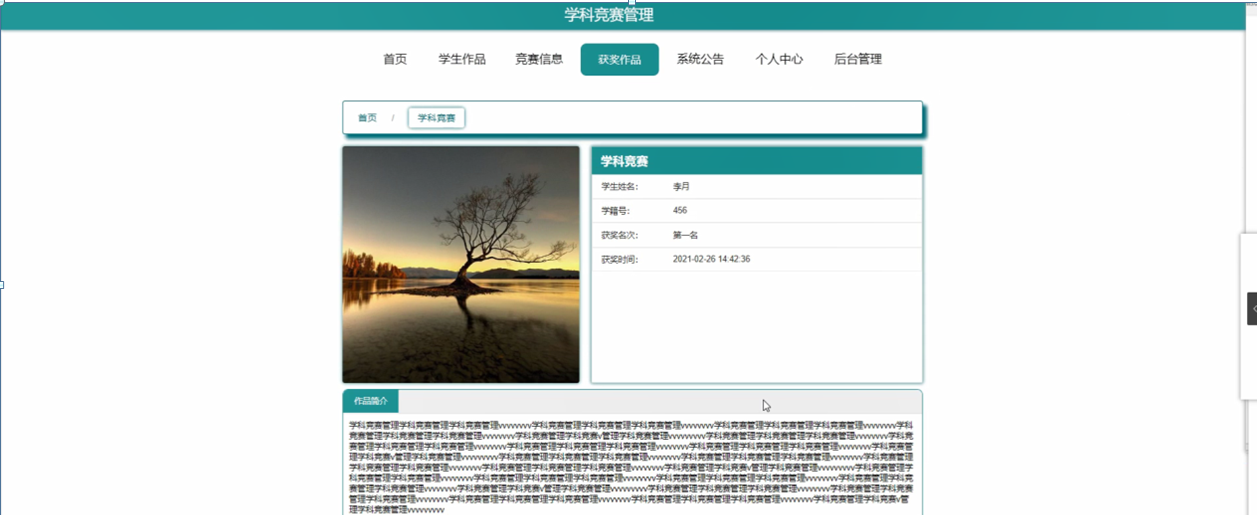 学科竞赛管理
首页 学生作品 竞赛信息 获奖作品 系统公告 个人中心 后台管理
首页 / 学科竞赛
学科竞赛
学生姓名： 李月
学籍号： 456
获奖名次： 第一名
获奖时间： 2021-02-26 14:42:36
作品简介
学科竞赛管理学科竞赛管理学科竞赛管理vvvvvvvv学科竞赛管理学科竞赛管理学科竞赛管理vvvvvvvv学科竞赛管理学科竞赛管理学科竞赛管理vvvvvvvv学科
竞赛管理学科竞赛管理学科竞赛管理vvvvvvvv学科竞赛管理学科竞赛v管理学科竞赛管理vvvvvvvv学科竞赛管理学科竞赛管理学科竞赛管理vvvvvvvv学科竞
赛管理学科竞赛管理学科竞赛管理vvvvvvvv学科竞赛管理学科竞赛管理学科竞赛管理vvvvvvvv学科竞赛管理学科竞赛管理学科竞赛管理vvvvvvvv学科竞赛管
理学科竞赛v管理学科竞赛管理vvvvvvvv学科竞赛管理学科竞赛管理学科竞赛管理vvvvvvvv学科竞赛管理学科竞赛管理学科竞赛管理vvvvvvvv学科竞赛管理
学科竞赛管理学科竞赛管理vvvvvvvv学科竞赛管理学科竞赛管理学科竞赛管理vvvvvvvv学科竞赛管理学科竞赛v管理学科竞赛管理vvvvvvvv学科竞赛管理学
科竞赛管理学科竞赛管理vvvvvvvv学科竞赛管理学科竞赛管理学科竞赛管理vvvvvvvv学科竞赛管理学科竞赛管理学科竞赛管理vvvvvvvv学科竞赛管理学科竞
赛管理学科竞赛管理vvvvvvvv学科竞赛管理学科竞赛v管理学科竞赛管理vvvvvvvv学科竞赛管理学科竞赛管理学科竞赛管理vvvvvvvv学科竞赛管理学科竞赛
管理学科竞赛管理vvvvvvvv学科竞赛管理学科竞赛管理学科竞赛管理vvvvvvvv学科竞赛管理学科竞赛管理学科竞赛管理vvvvvvvv学科竞赛管理学科竞赛v管
理学科竞赛管理vvvvvvvv